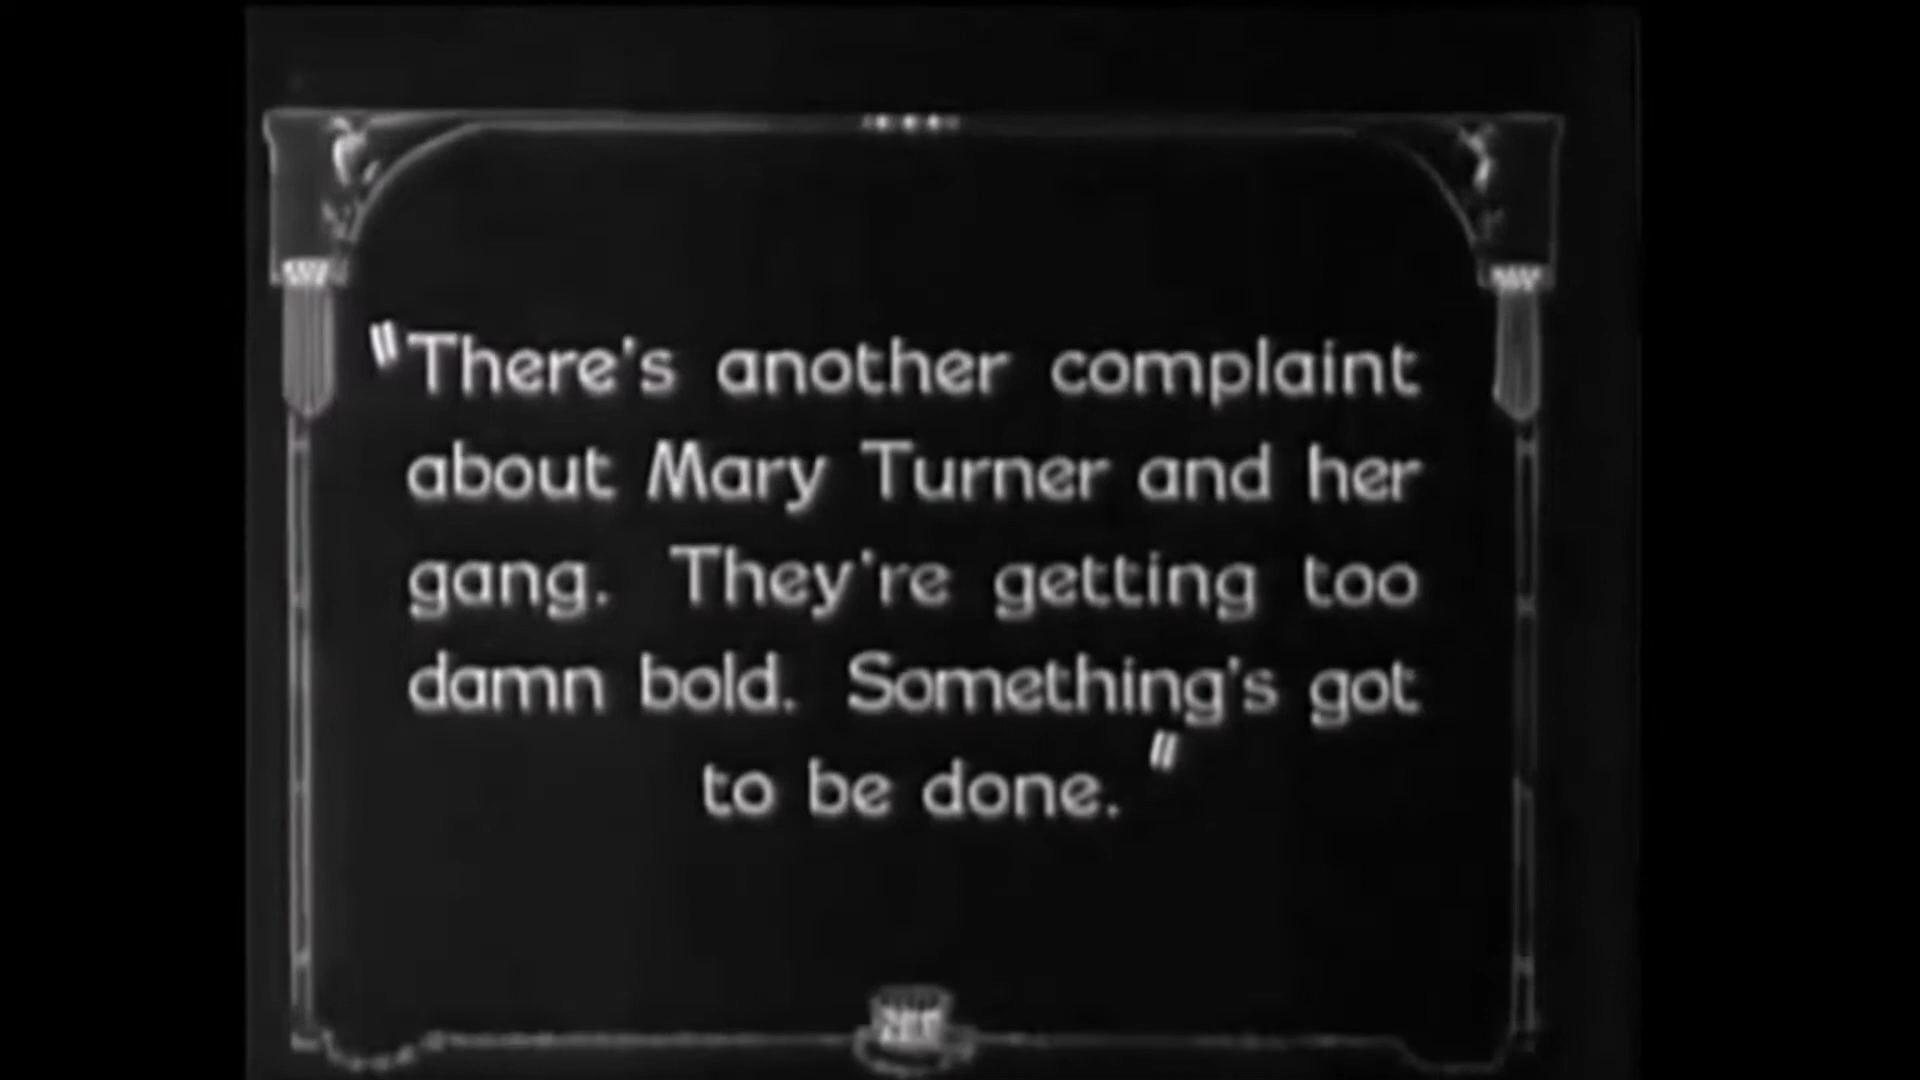 "There's another complaint
about Mary Turner and her
gang. They're getting too
damn bold. Something's got
to be done."